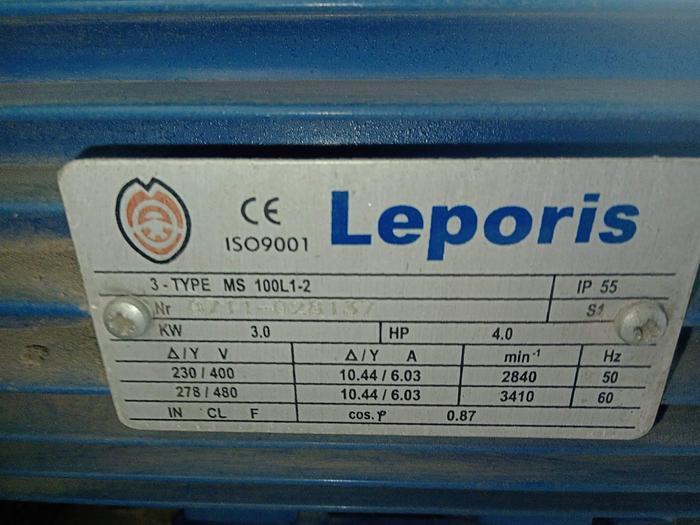 CE
ISO9001
Leporis
3 - TYPE MS 100L1-2 IP 55
Nr S1
KW 3.0 HP 4.0
Δ/Y V Δ/Y A min⁻¹ Hz
230 / 400 10.44 / 6.03 2840 50
278 / 480 10.44 / 6.03 3410 60
IN CL F cos. φ 0.87